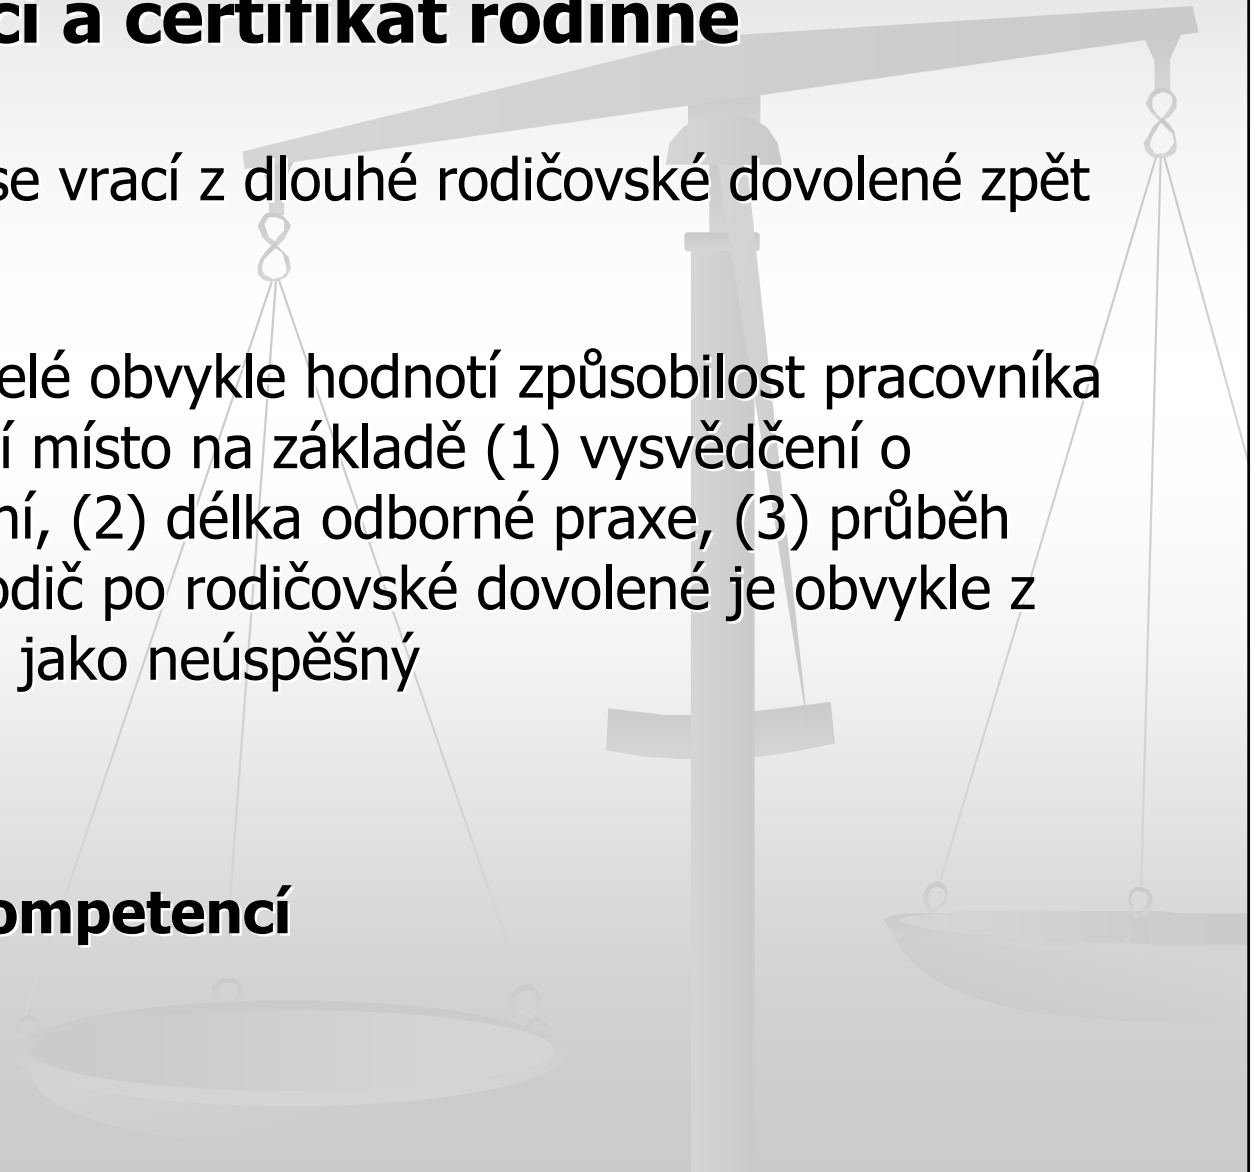 cí a certifikát rodinné
se vrací z dlouhé rodičovské dovolené zpět
elé obvykle hodnotí způsobilost pracovníka
í místo na základě (1) vysvědčení o
ní, (2) délka odborné praxe, (3) průběh
odič po rodičovské dovolené je obvykle z
jako neúspěšný
ompetencí